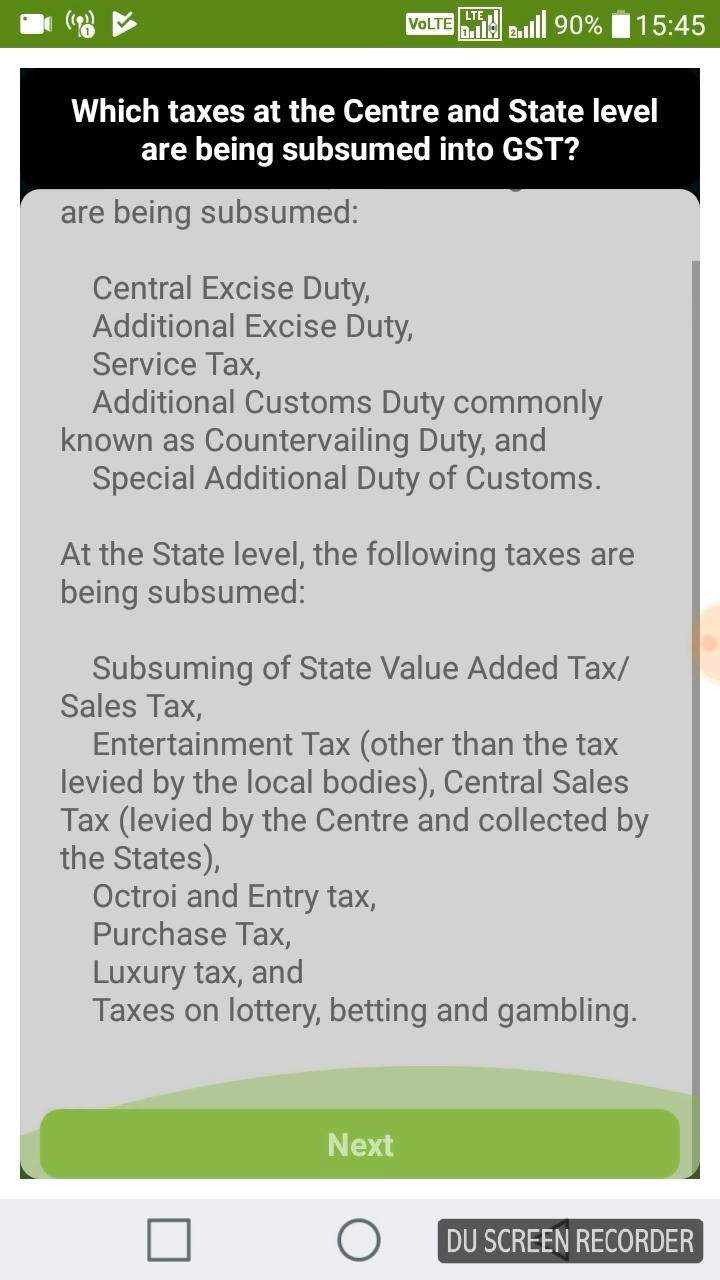 VoLTE LTE 1 2 90% 15:45
Which taxes at the Centre and State level
are being subsumed into GST?
are being subsumed:
Central Excise Duty,
Additional Excise Duty,
Service Tax,
Additional Customs Duty commonly
known as Countervailing Duty, and
Special Additional Duty of Customs.
At the State level, the following taxes are
being subsumed:
Subsuming of State Value Added Tax/
Sales Tax,
Entertainment Tax (other than the tax
levied by the local bodies), Central Sales
Tax (levied by the Centre and collected by
the States),
Octroi and Entry tax,
Purchase Tax,
Luxury tax, and
Taxes on lottery, betting and gambling.
Next
DU SCREEN RECORDER